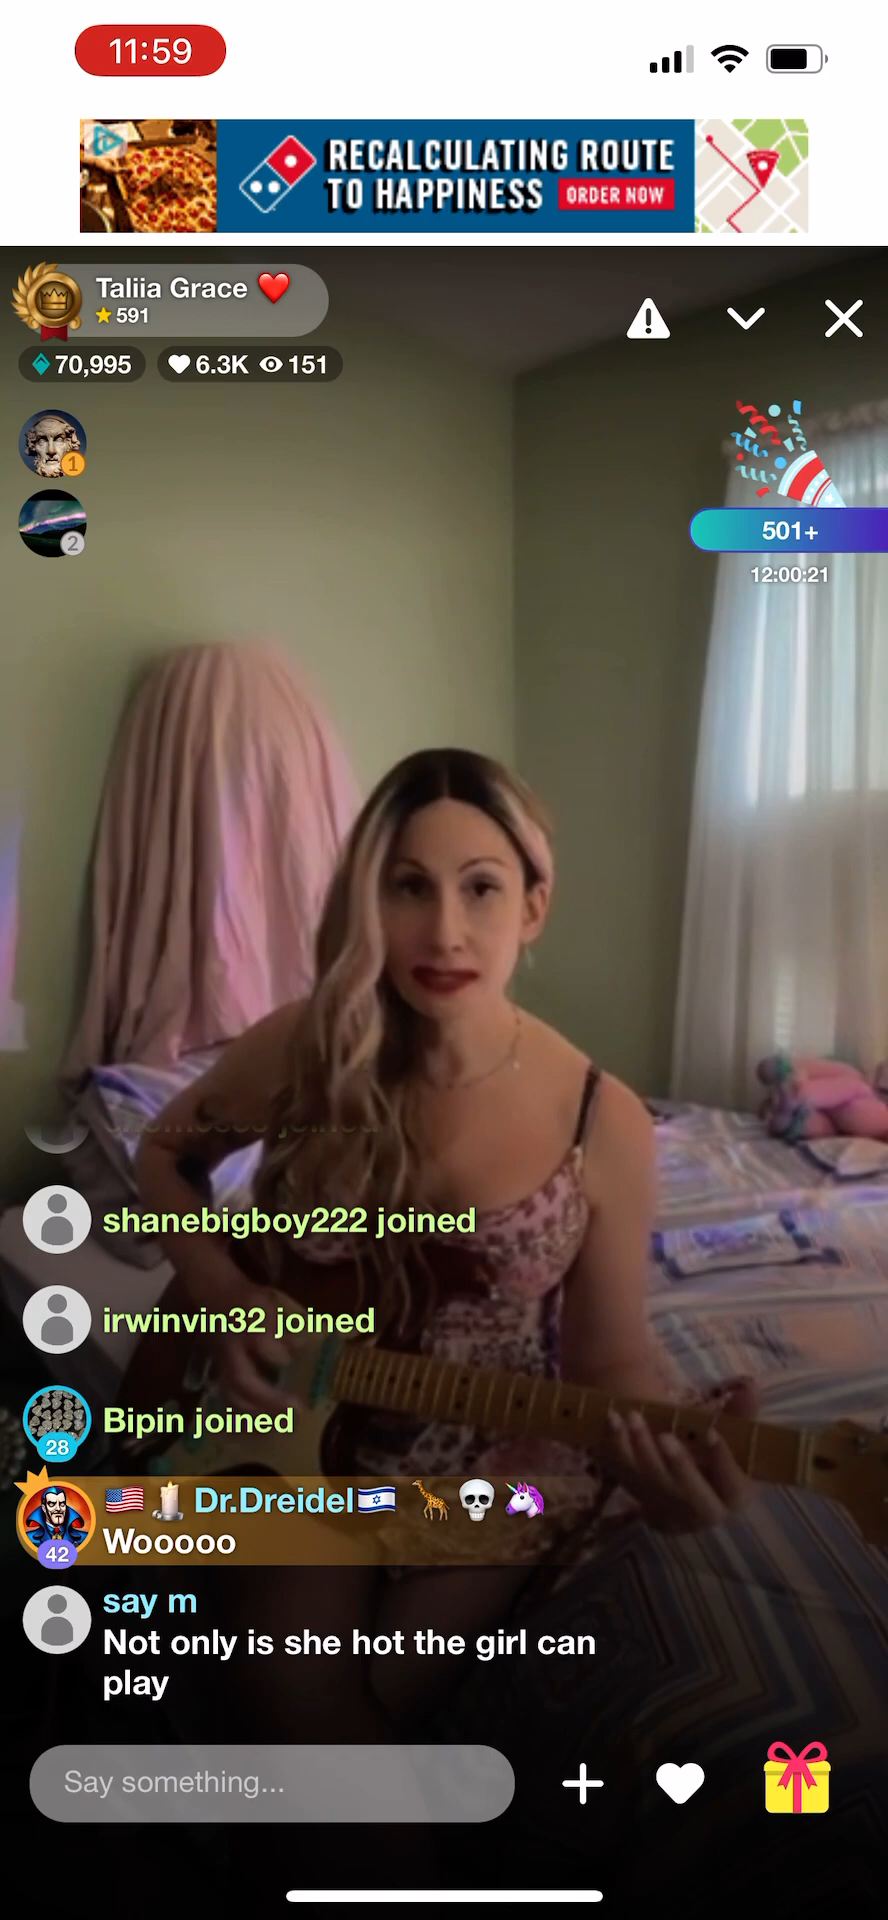 11:59
RECALCULATING ROUTE
TO HAPPINESS ORDER NOW
Taliia Grace ❤️
591
70,995 6.3K 151
1
2
501+
12:00:21
joined
shanebigboy222 joined
irwinvin32 joined
Bipin joined
28
🇺🇸🕯️ Dr.Dreidel🇮🇱 🦒💀🦄
Wooooo
42
say m
Not only is she hot the girl can
play
Say something...